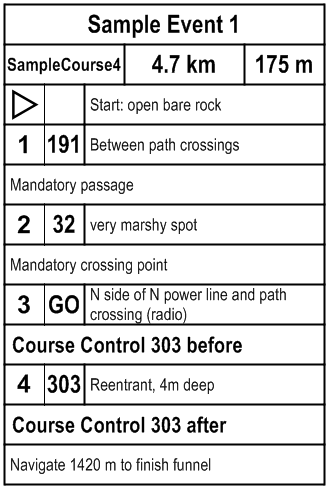 Sample Event 1
SampleCourse4 4.7 km 175 m
Start: open bare rock
1 191 Between path crossings
Mandatory passage
2 32 very marshy spot
Mandatory crossing point
3 GO N side of N power line and path
crossing (radio)
Course Control 303 before
4 303 Reentrant, 4m deep
Course Control 303 after
Navigate 1420 m to finish funnel